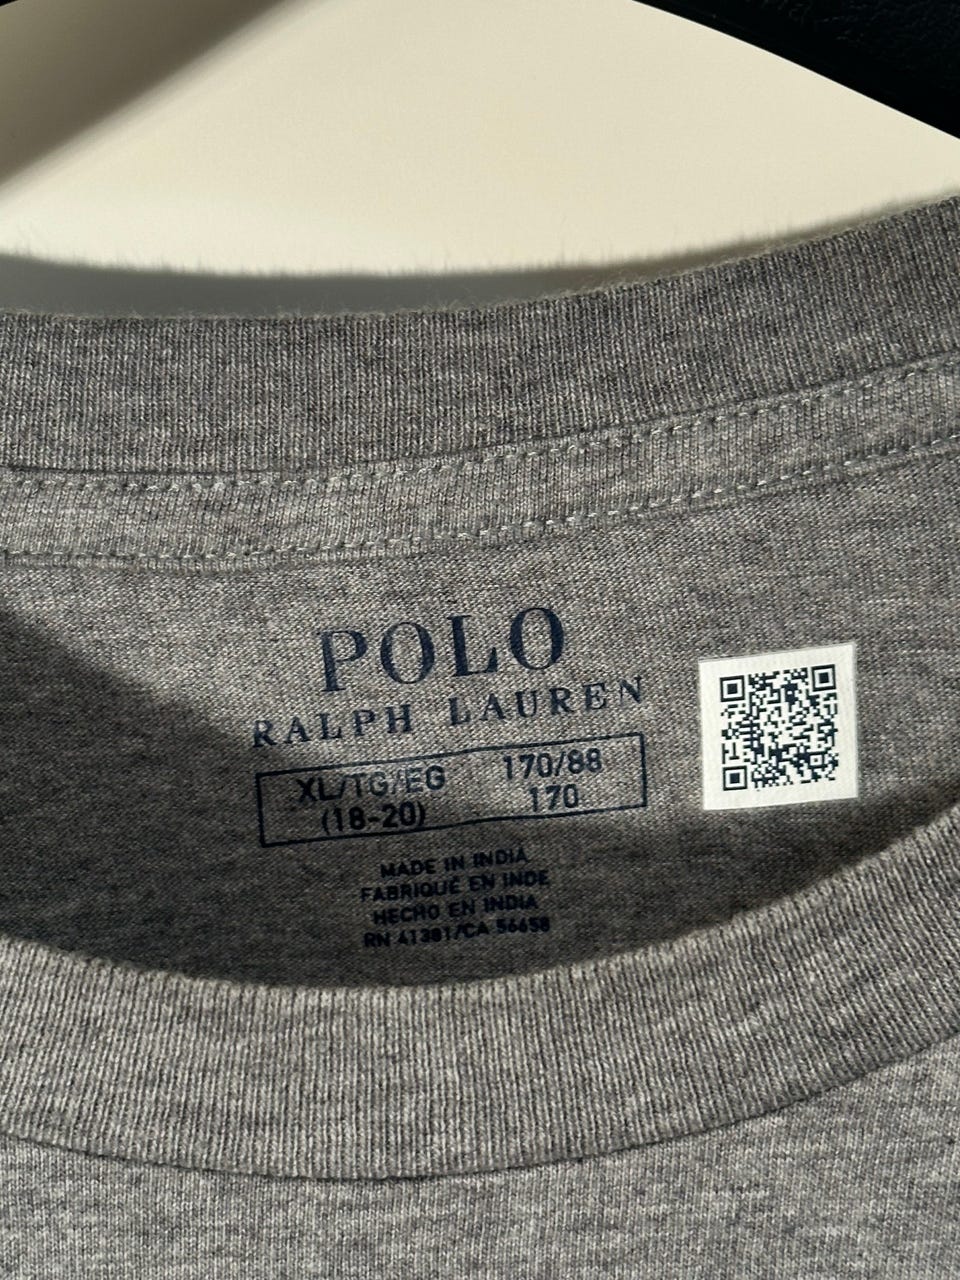 POLO
RALPH LAUREN
XL/TG/EG 170/88
(18-20) 170
MADE IN INDIA
FABRIQUÉ EN INDE
HECHO EN INDIA
RN 41381/CA 56658